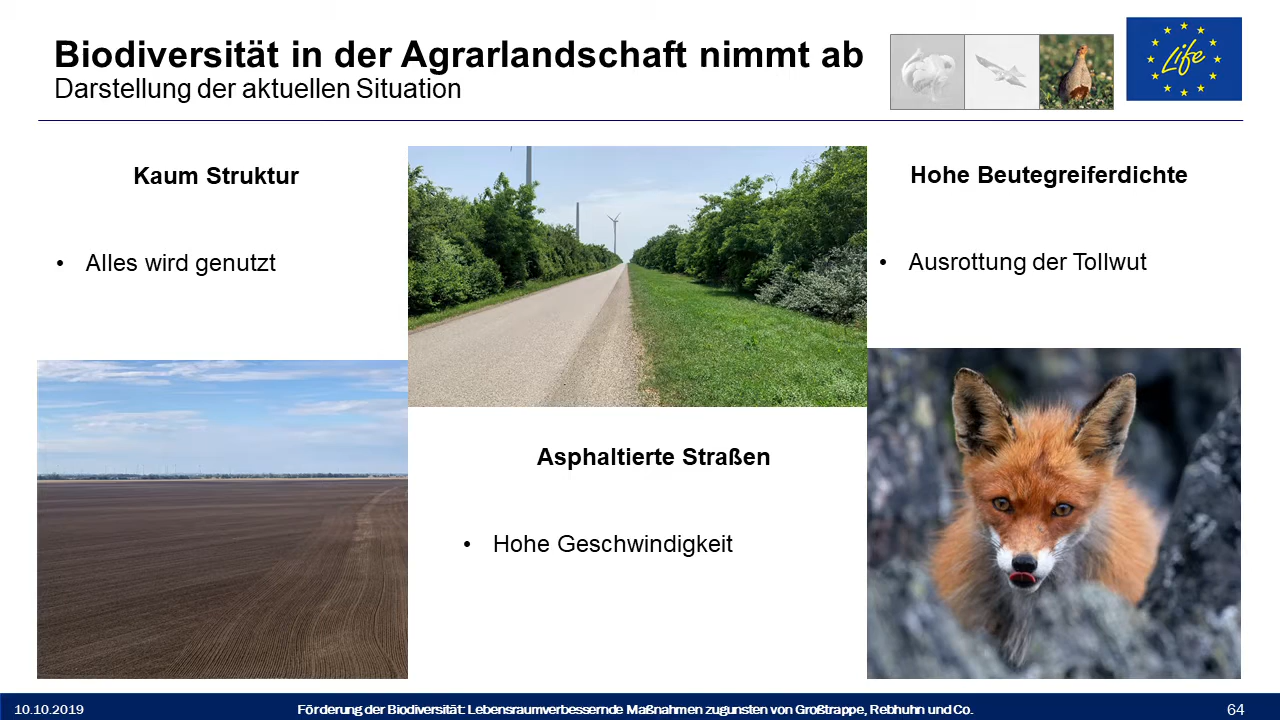 Biodiversität in der Agrarlandschaft nimmt ab
Darstellung der aktuellen Situation
Life
Kaum Struktur
• Alles wird genutzt
Asphaltierte Straßen
• Hohe Geschwindigkeit
Hohe Beutegreiferdichte
• Ausrottung der Tollwut
10.10.2019
Förderung der Biodiversität: Lebensraumverbessernde Maßnahmen zugunsten von Großtrappe, Rebhuhn und Co.
64